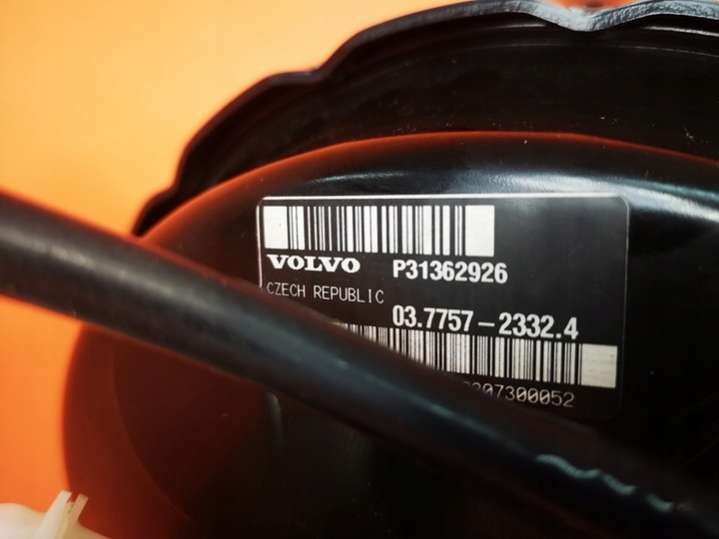 VOLVO P31362926
CZECH REPUBLIC
03.7757-2332.4